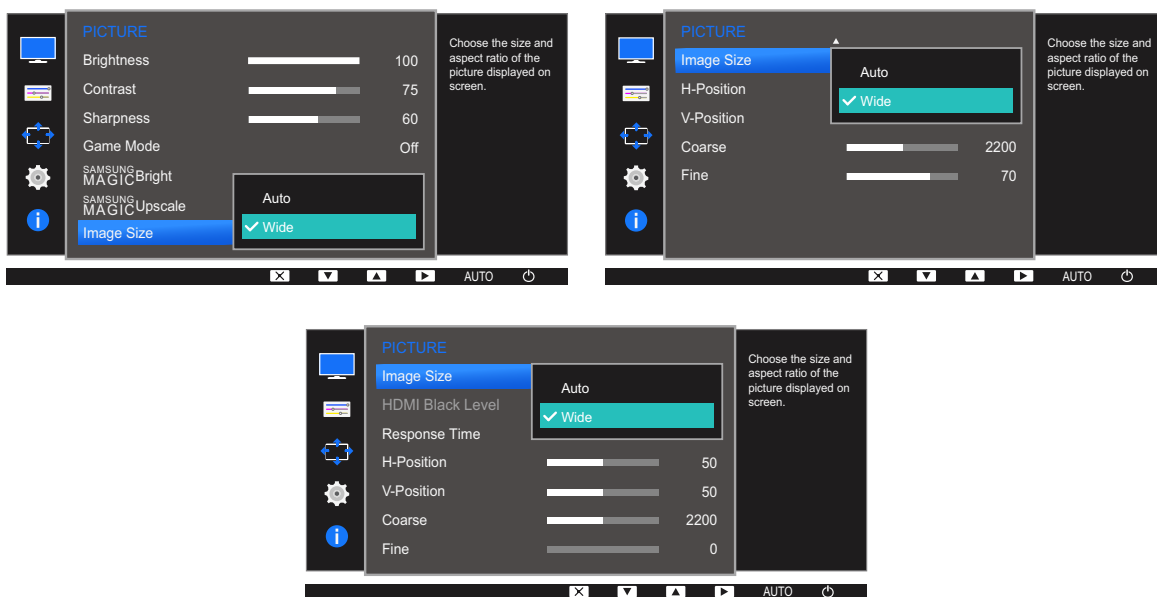 PICTURE
Brightness 100
Contrast 75
Sharpness 60
Game Mode Off
SAMSUNG MAGIC Bright
SAMSUNG MAGIC Upscale
Image Size
Auto
Wide
Choose the size and
aspect ratio of the
picture displayed on
screen.
AUTO
PICTURE
Image Size
H-Position
V-Position
Coarse 2200
Fine 70
Auto
Wide
Choose the size and
aspect ratio of the
picture displayed on
screen.
AUTO
PICTURE
Image Size
HDMI Black Level
Response Time
H-Position 50
V-Position 50
Coarse 2200
Fine 0
Auto
Wide
Choose the size and
aspect ratio of the
picture displayed on
screen.
AUTO